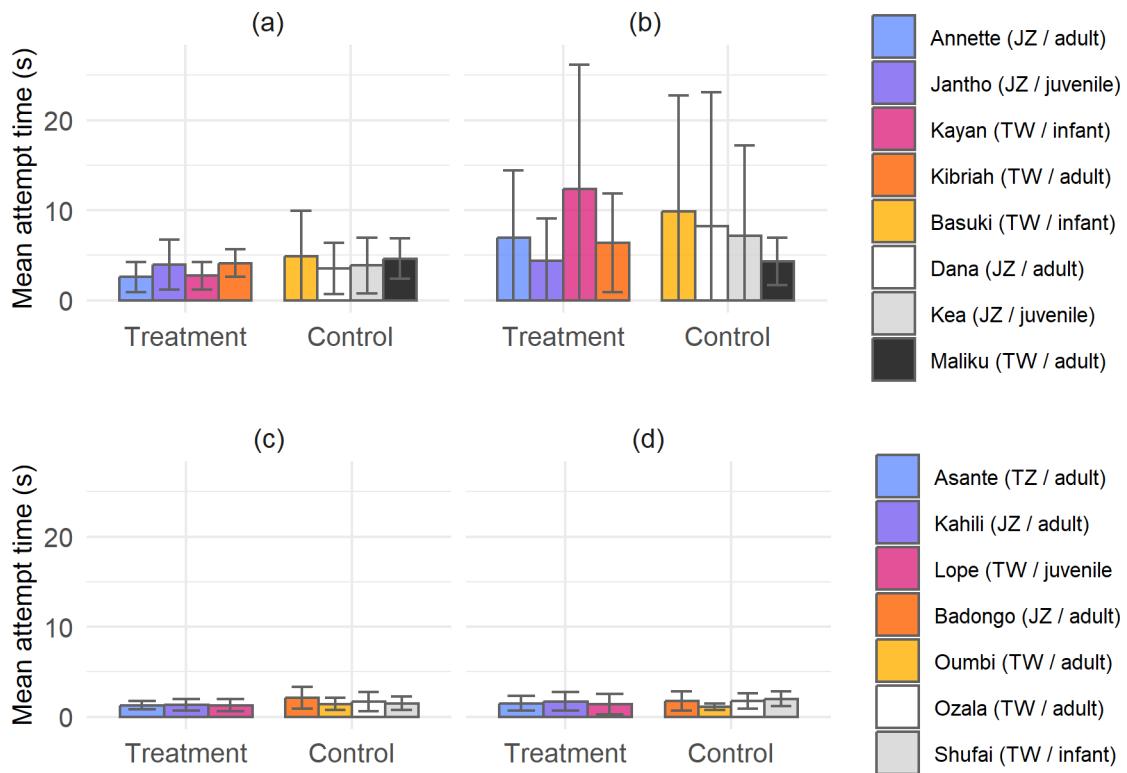 (a)
(b)
Mean attempt time (s)
20
10
0
Treatment
Control
Treatment
Control
Annette (JZ / adult)
Jantho (JZ / juvenile)
Kayan (TW / infant)
Kibriah (TW / adult)
Basuki (TW / infant)
Dana (JZ / adult)
Kea (JZ / juvenile)
Maliku (TW / adult)
(c)
(d)
Mean attempt time (s)
20
10
0
Treatment
Control
Treatment
Control
Asante (TZ / adult)
Kahili (JZ / adult)
Lope (TW / juvenile
Badongo (JZ / adult)
Oumbi (TW / adult)
Ozala (TW / adult)
Shufai (TW / infant)